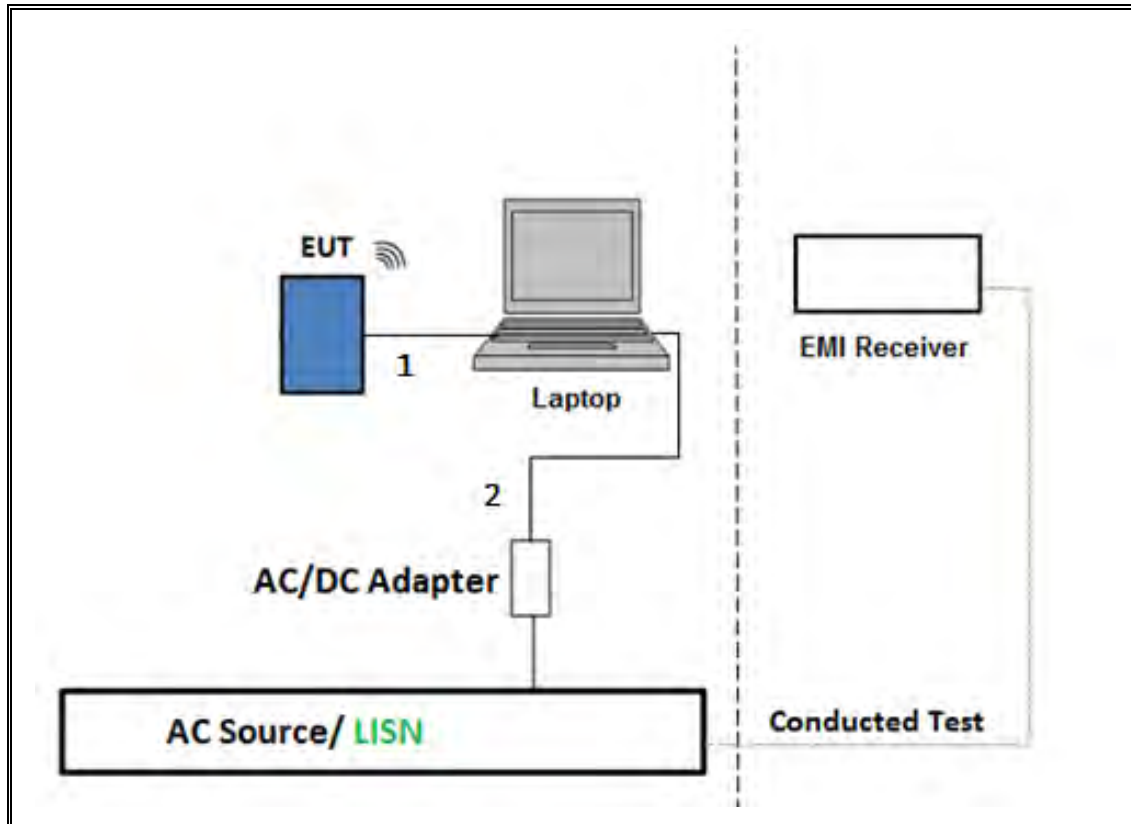 EUT
1
Laptop
EMI Receiver
2
AC/DC Adapter
AC Source/ LISN
Conducted Test